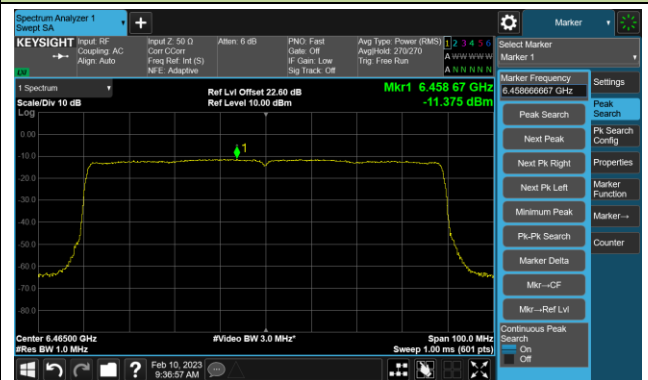 Spectrum Analyzer 1
Swept SA
Marker
KEYSIGHT
Input: RF
Coupling: AC
Align: Auto
Input Z: 50 Ω
Corr CCorr
Freq Ref: Int (S)
NFE: Adaptive
Atten: 6 dB
PNO: Fast
Gate: Off
IF Gain: Low
Sig Track: Off
Avg Type: Power (RMS)
Avg|Hold: 270/270
Trig: Free Run
1 2 3 4 5 6
A W W W W W
A N N N N N
Select Marker
Marker 1
1 Spectrum
Scale/Div 10 dB
Log
Ref Lvl Offset 22.60 dB
Ref Level 10.00 dBm
Mkr1 6.458 67 GHz
-11.375 dBm
0.00
-10.0
-20.0
-30.0
-40.0
-50.0
-60.0
-70.0
-80.0
1
Center 6.46500 GHz
#Res BW 1.0 MHz
#Video BW 3.0 MHz*
Span 100.0 MHz
Sweep 1.00 ms (601 pts)
Marker Frequency
6.458666667 GHz
Peak Search
Next Peak
Next Pk Right
Next Pk Left
Minimum Peak
Pk-Pk Search
Marker Delta
Mkr→CF
Mkr→Ref Lvl
Continuous Peak
Search
On
Off
Settings
Peak
Search
Pk Search
Config
Properties
Marker
Function
Marker→
Counter
?
Feb 10, 2023
9:36:57 AM